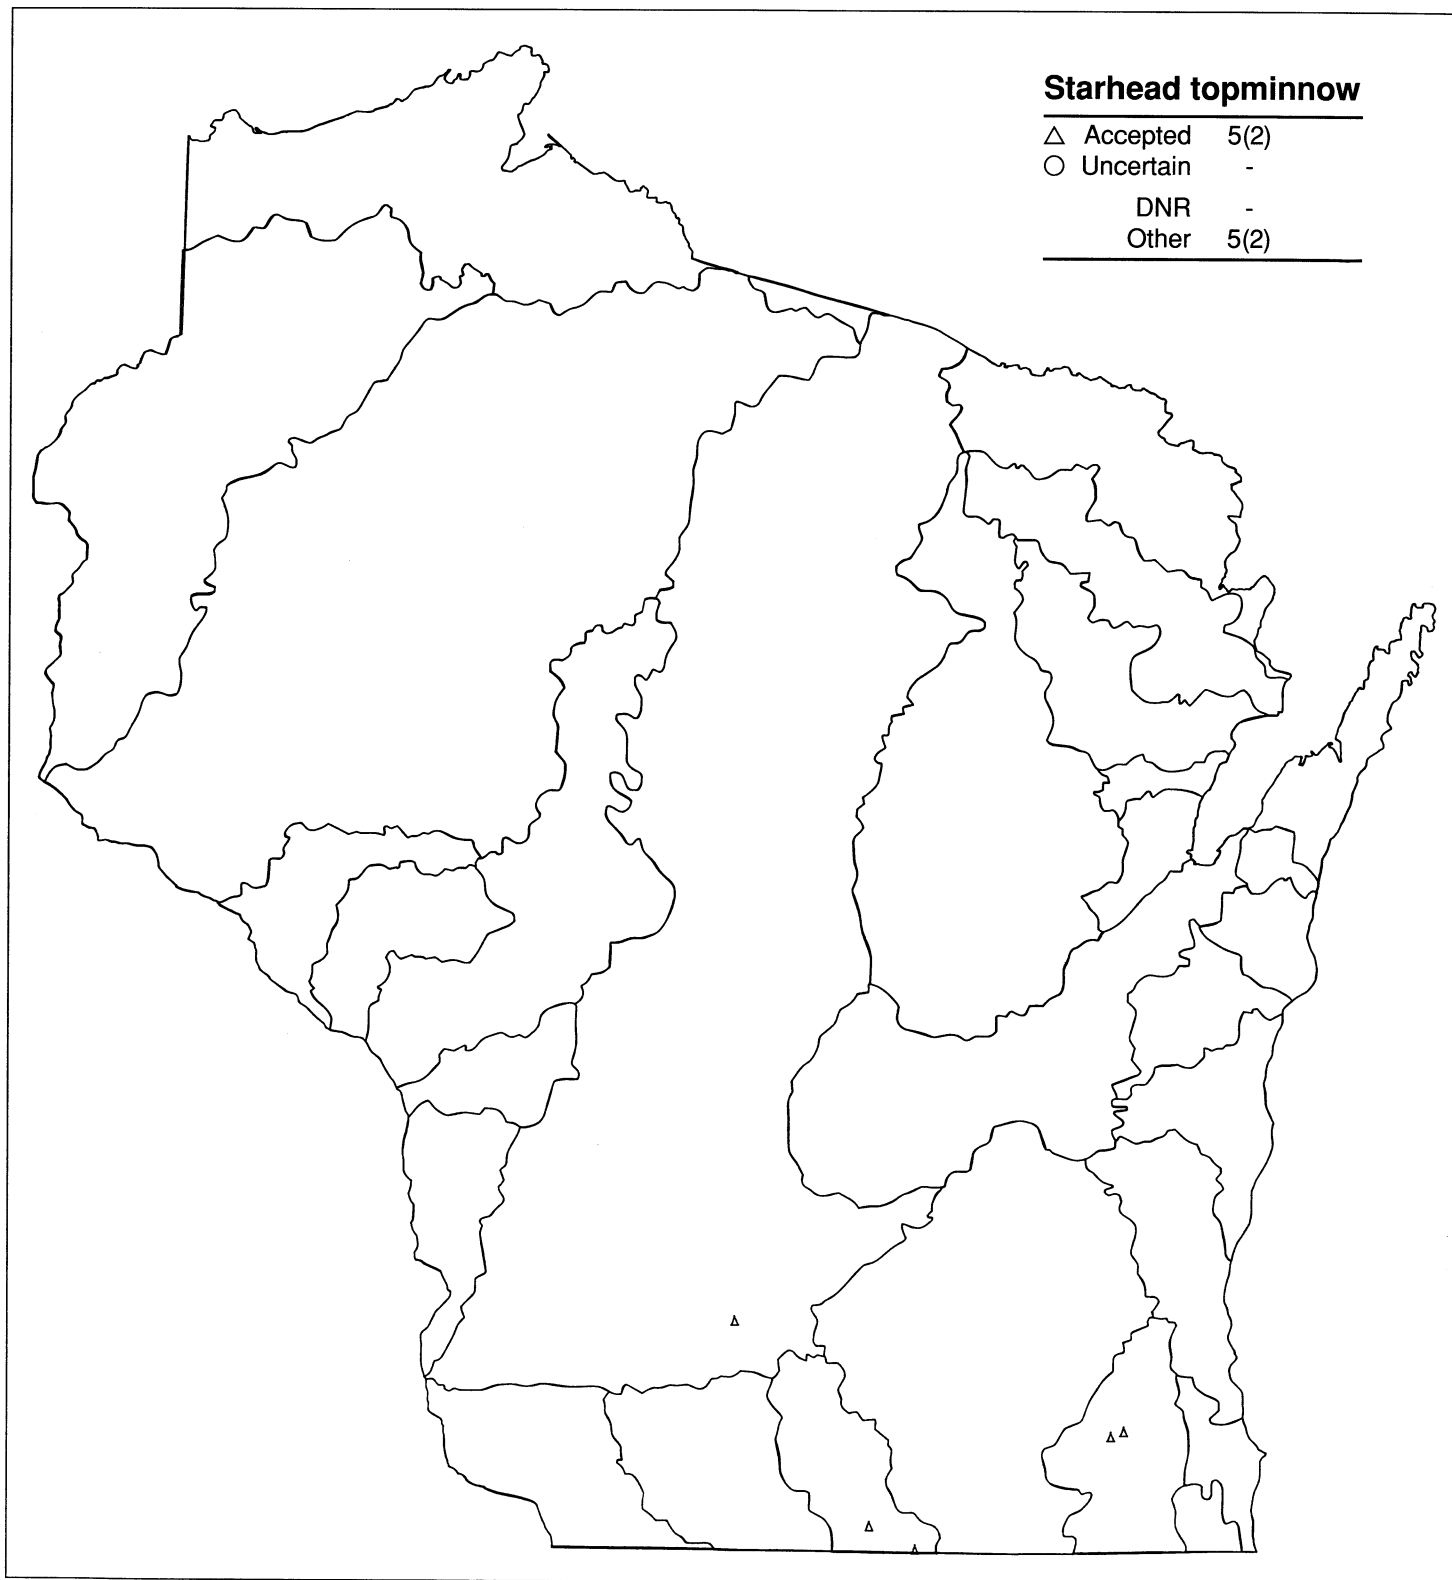 Starhead topminnow
△ Accepted 5(2)
○ Uncertain -
DNR -
Other 5(2)